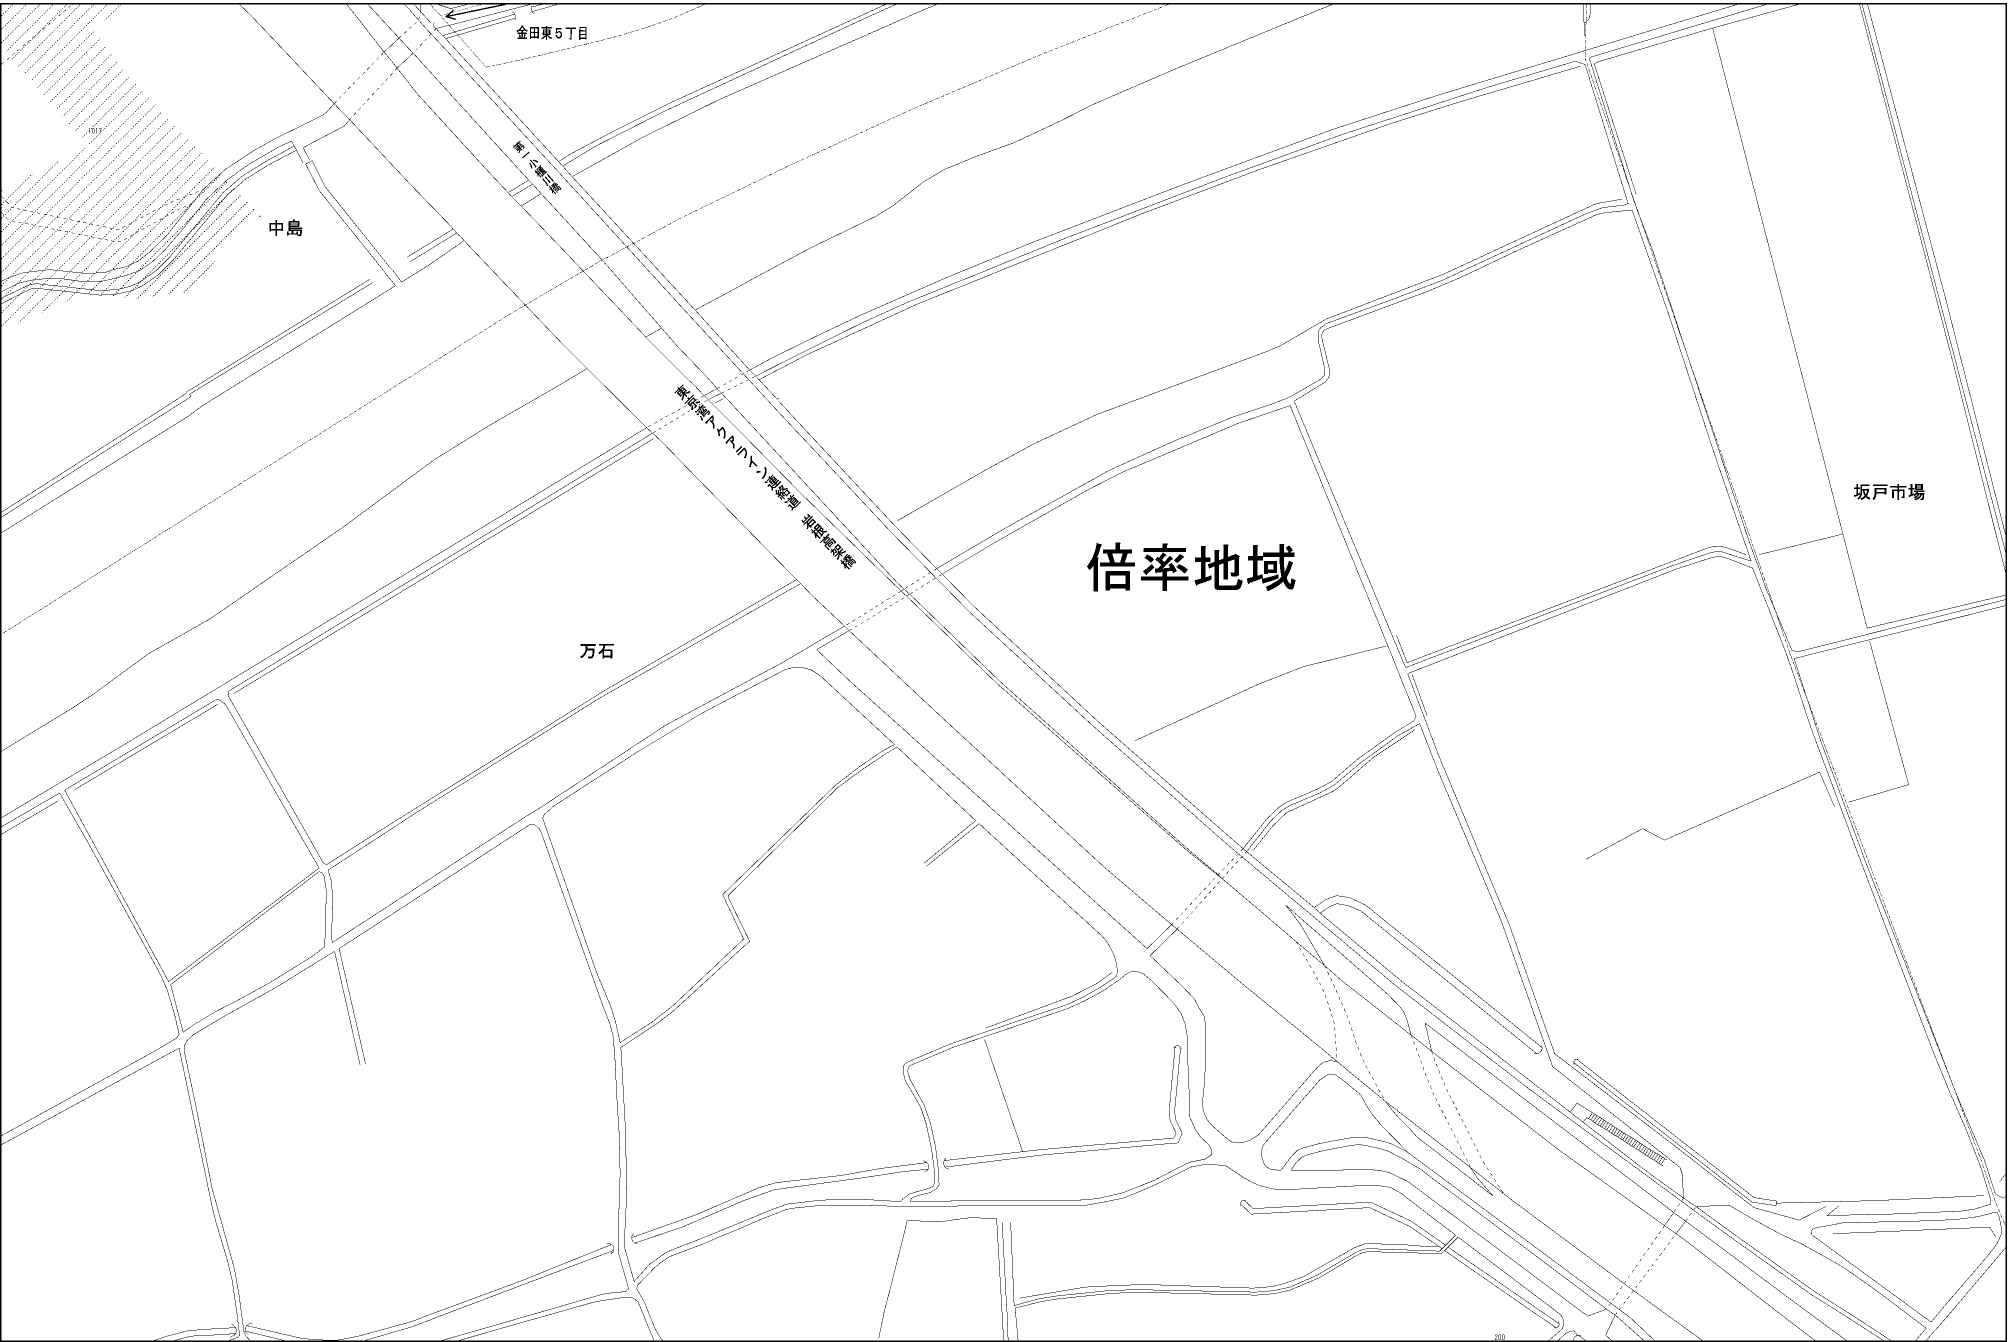 金田東5丁目
1017
第一小櫃川橋
中島
東京湾アクアライン連絡道 岩根高架橋
坂戸市場
倍率地域
万石
200